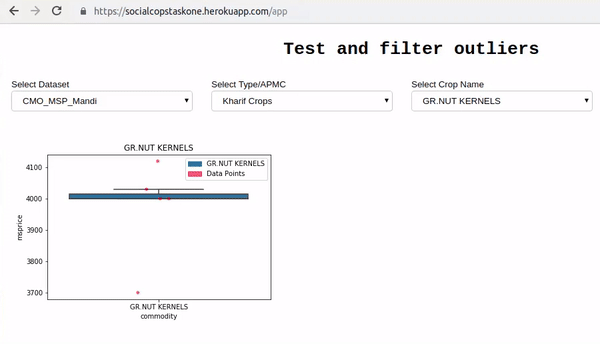 https://socialcopstaskone.herokuapp.com/app
Test and filter outliers
Select Dataset
Select Type/APMC
Select Crop Name
CMO_MSP_Mandi
Kharif Crops
GR.NUT KERNELS
GR.NUT KERNELS
GR.NUT KERNELS
Data Points
4100
4000
3900
3800
3700
msprice
GR.NUT KERNELS
commodity